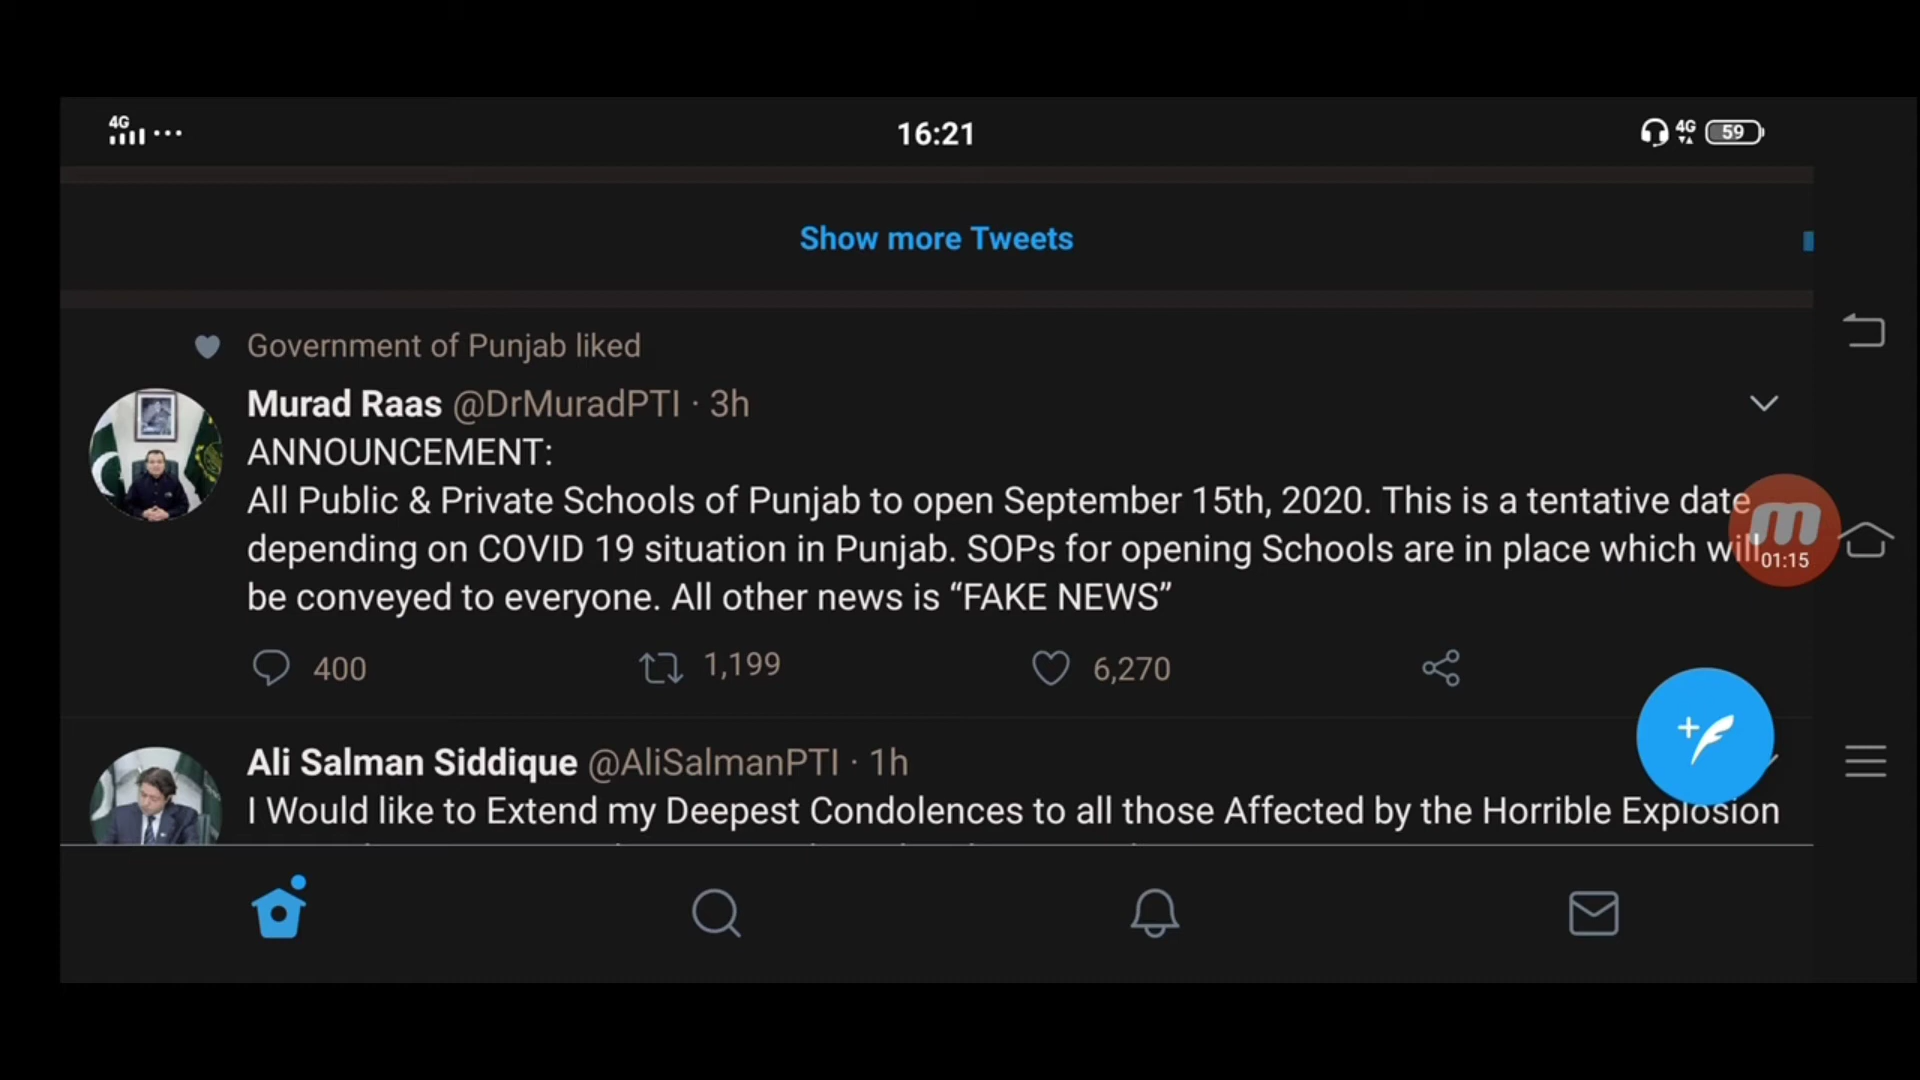 4G
16:21
4G
59
Show more Tweets
Government of Punjab liked
Murad Raas @DrMuradPTI · 3h
ANNOUNCEMENT:
All Public & Private Schools of Punjab to open September 15th, 2020. This is a tentative date
depending on COVID 19 situation in Punjab. SOPs for opening Schools are in place which will
be conveyed to everyone. All other news is “FAKE NEWS”
01:15
400
1,199
6,270
Ali Salman Siddique @AliSalmanPTI · 1h
I Would like to Extend my Deepest Condolences to all those Affected by the Horrible Explosion